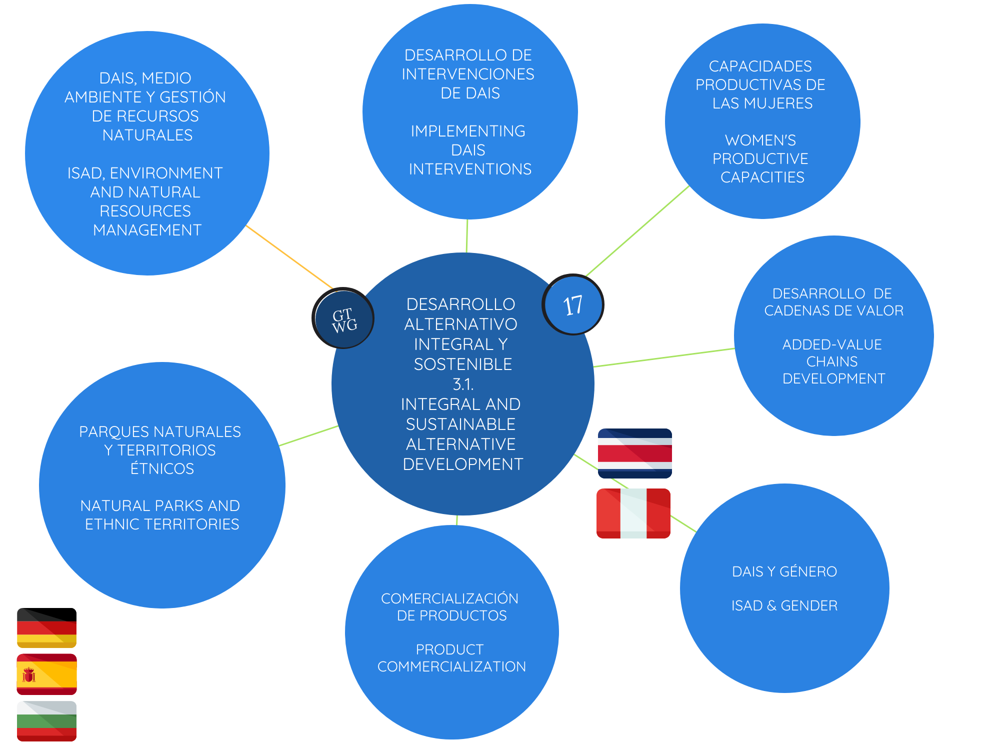 DAIS, MEDIO
AMBIENTE Y GESTIÓN
DE RECURSOS
NATURALES
ISAD, ENVIRONMENT
AND NATURAL
RESOURCES
MANAGEMENT
DESARROLLO DE
INTERVENCIONES
DE DAIS
IMPLEMENTING
DAIS
INTERVENTIONS
CAPACIDADES
PRODUCTIVAS DE
LAS MUJERES
WOMEN'S
PRODUCTIVE
CAPACITIES
GT
WG
17
DESARROLLO
ALTERNATIVO
INTEGRAL Y
SOSTENIBLE
3.1.
INTEGRAL AND
SUSTAINABLE
ALTERNATIVE
DEVELOPMENT
DESARROLLO DE
CADENAS DE VALOR
ADDED-VALUE
CHAINS
DEVELOPMENT
PARQUES NATURALES
Y TERRITORIOS
ÉTNICOS
NATURAL PARKS AND
ETHNIC TERRITORIES
COMERCIALIZACIÓN
DE PRODUCTOS
PRODUCT
COMMERCIALIZATION
DAIS Y GÉNERO
ISAD & GENDER